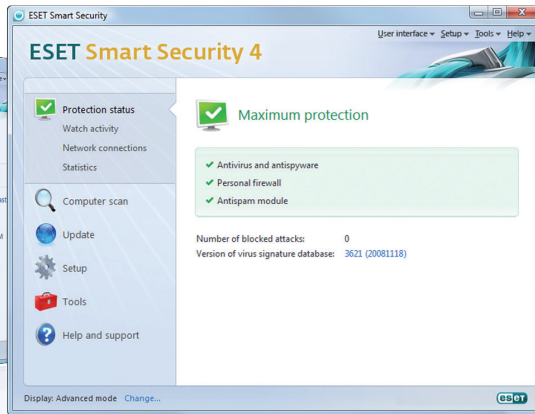 ESET Smart Security
User interface Setup Tools Help
ESET Smart Security 4
Protection status
Watch activity
Network connections
Statistics
Computer scan
Update
Setup
Tools
Help and support
Maximum protection
Antivirus and antispyware
Personal firewall
Antispam module
Number of blocked attacks: 0
Version of virus signature database: 3621 (20081118)
Display: Advanced mode Change...
eset